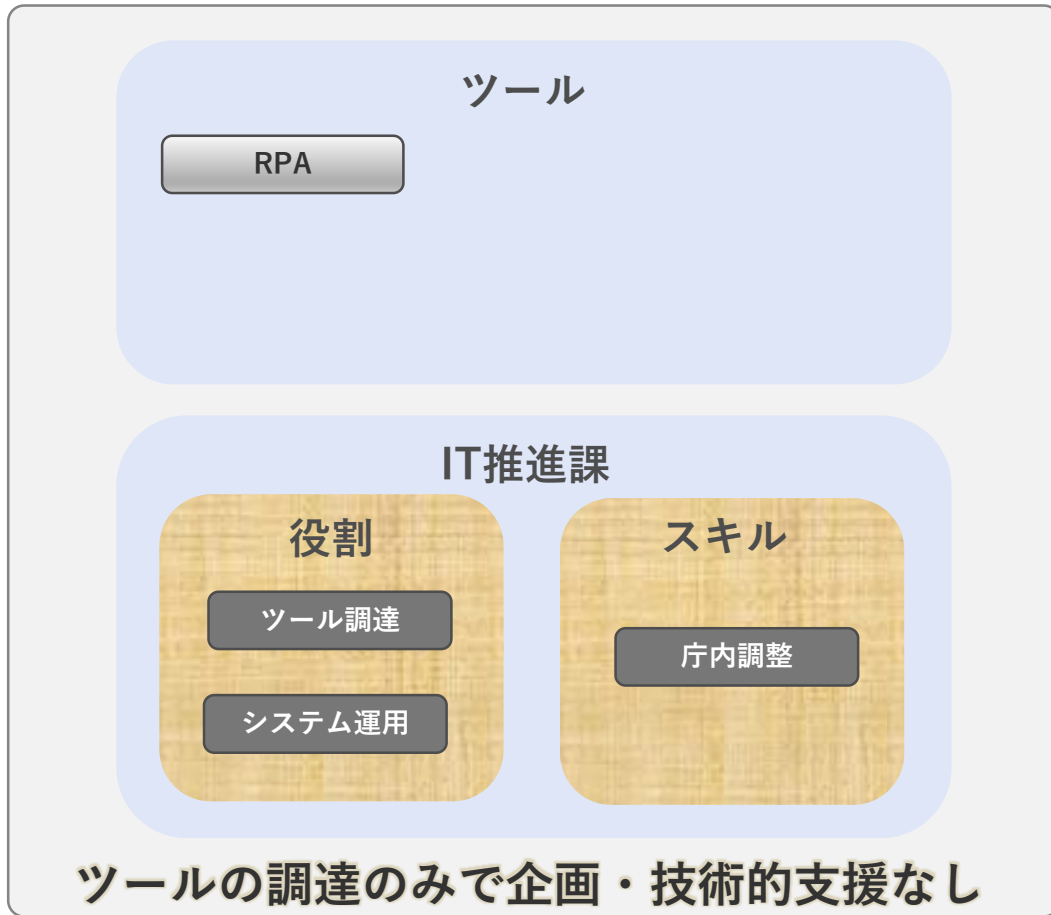 ツール
RPA
IT推進課
役割
ツール調達
システム運用
スキル
庁内調整
ツールの調達のみで企画・技術的支援なし